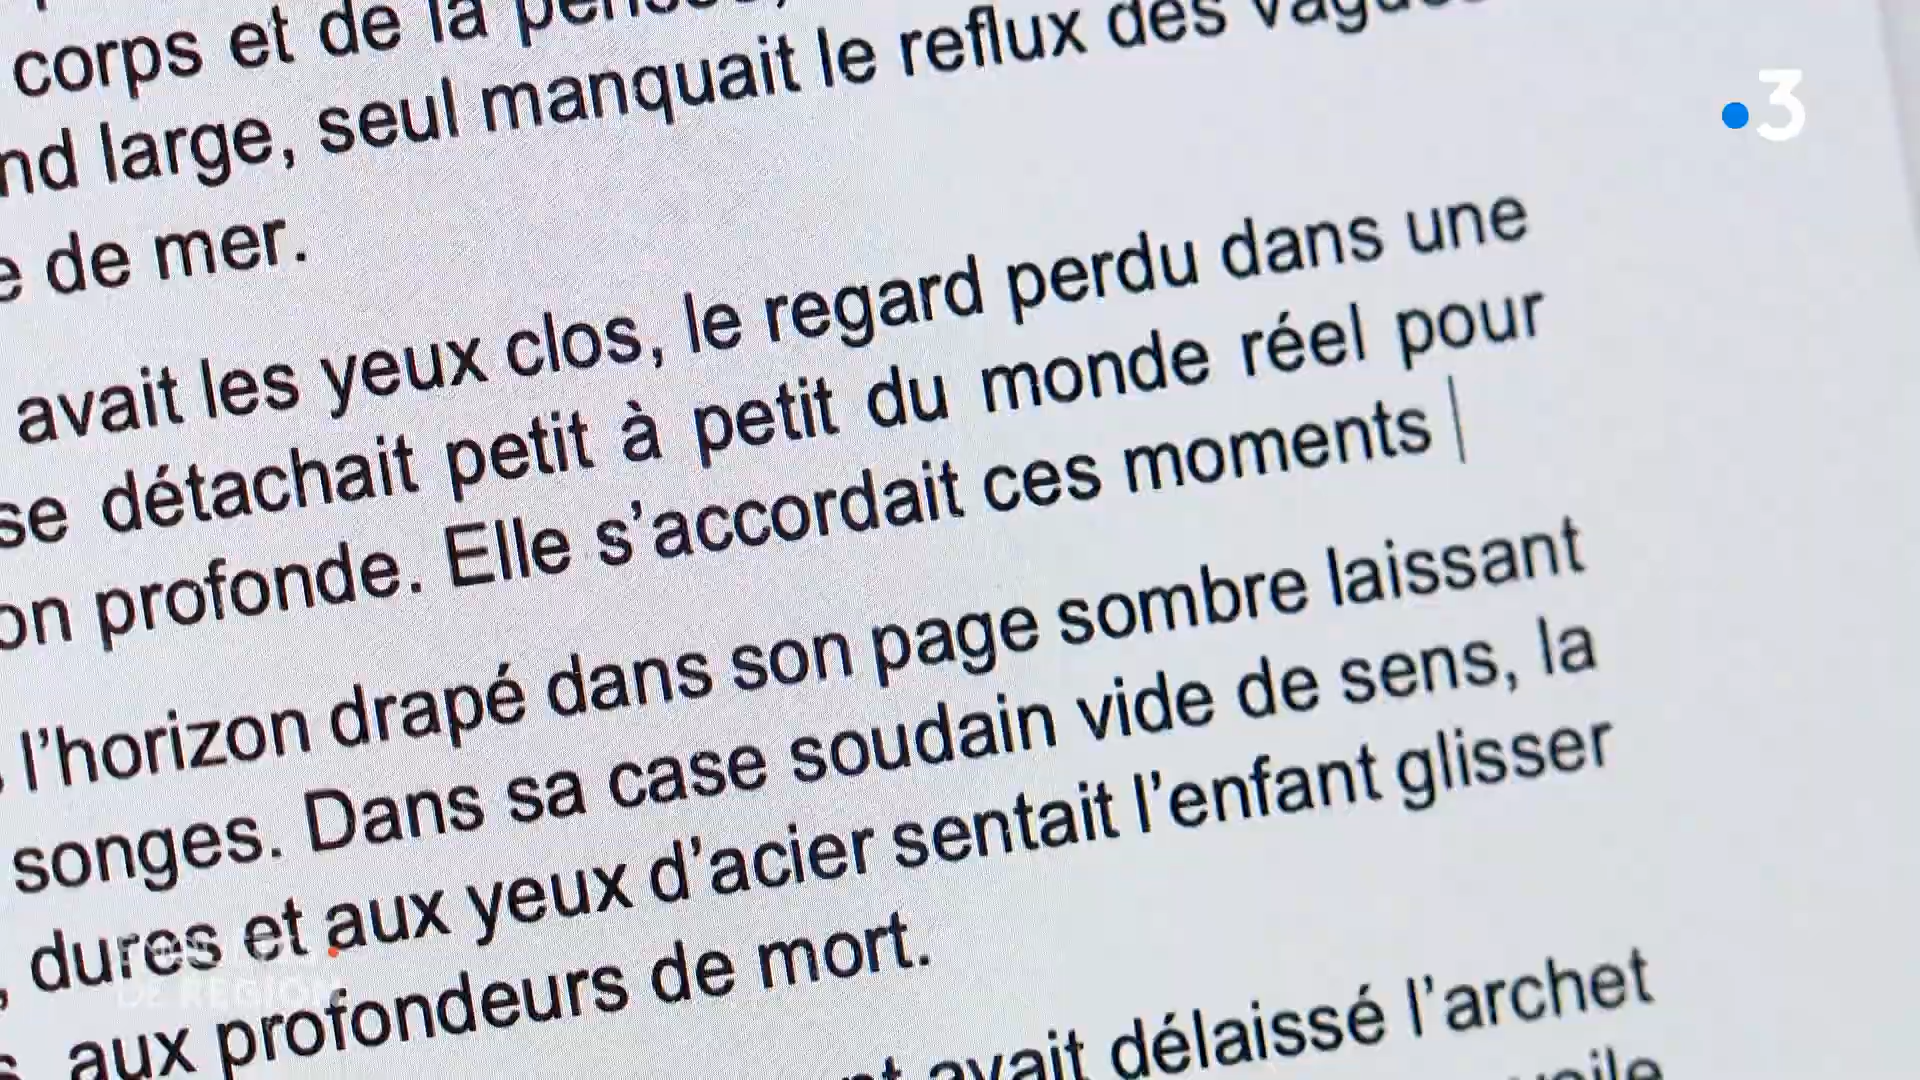 corps et de la
nd large, seul manquait le reflux des
e de mer.
avait les yeux clos, le regard perdu dans une
se détachait petit à petit du monde réel pour
on profonde. Elle s’accordait ces moments
l’horizon drapé dans son page sombre laissant
songes. Dans sa case soudain vide de sens, la
, dures et aux yeux d’acier sentait l’enfant glisser
aux profondeurs de mort.
avait délaissé l’archet
3
DE RÉGION